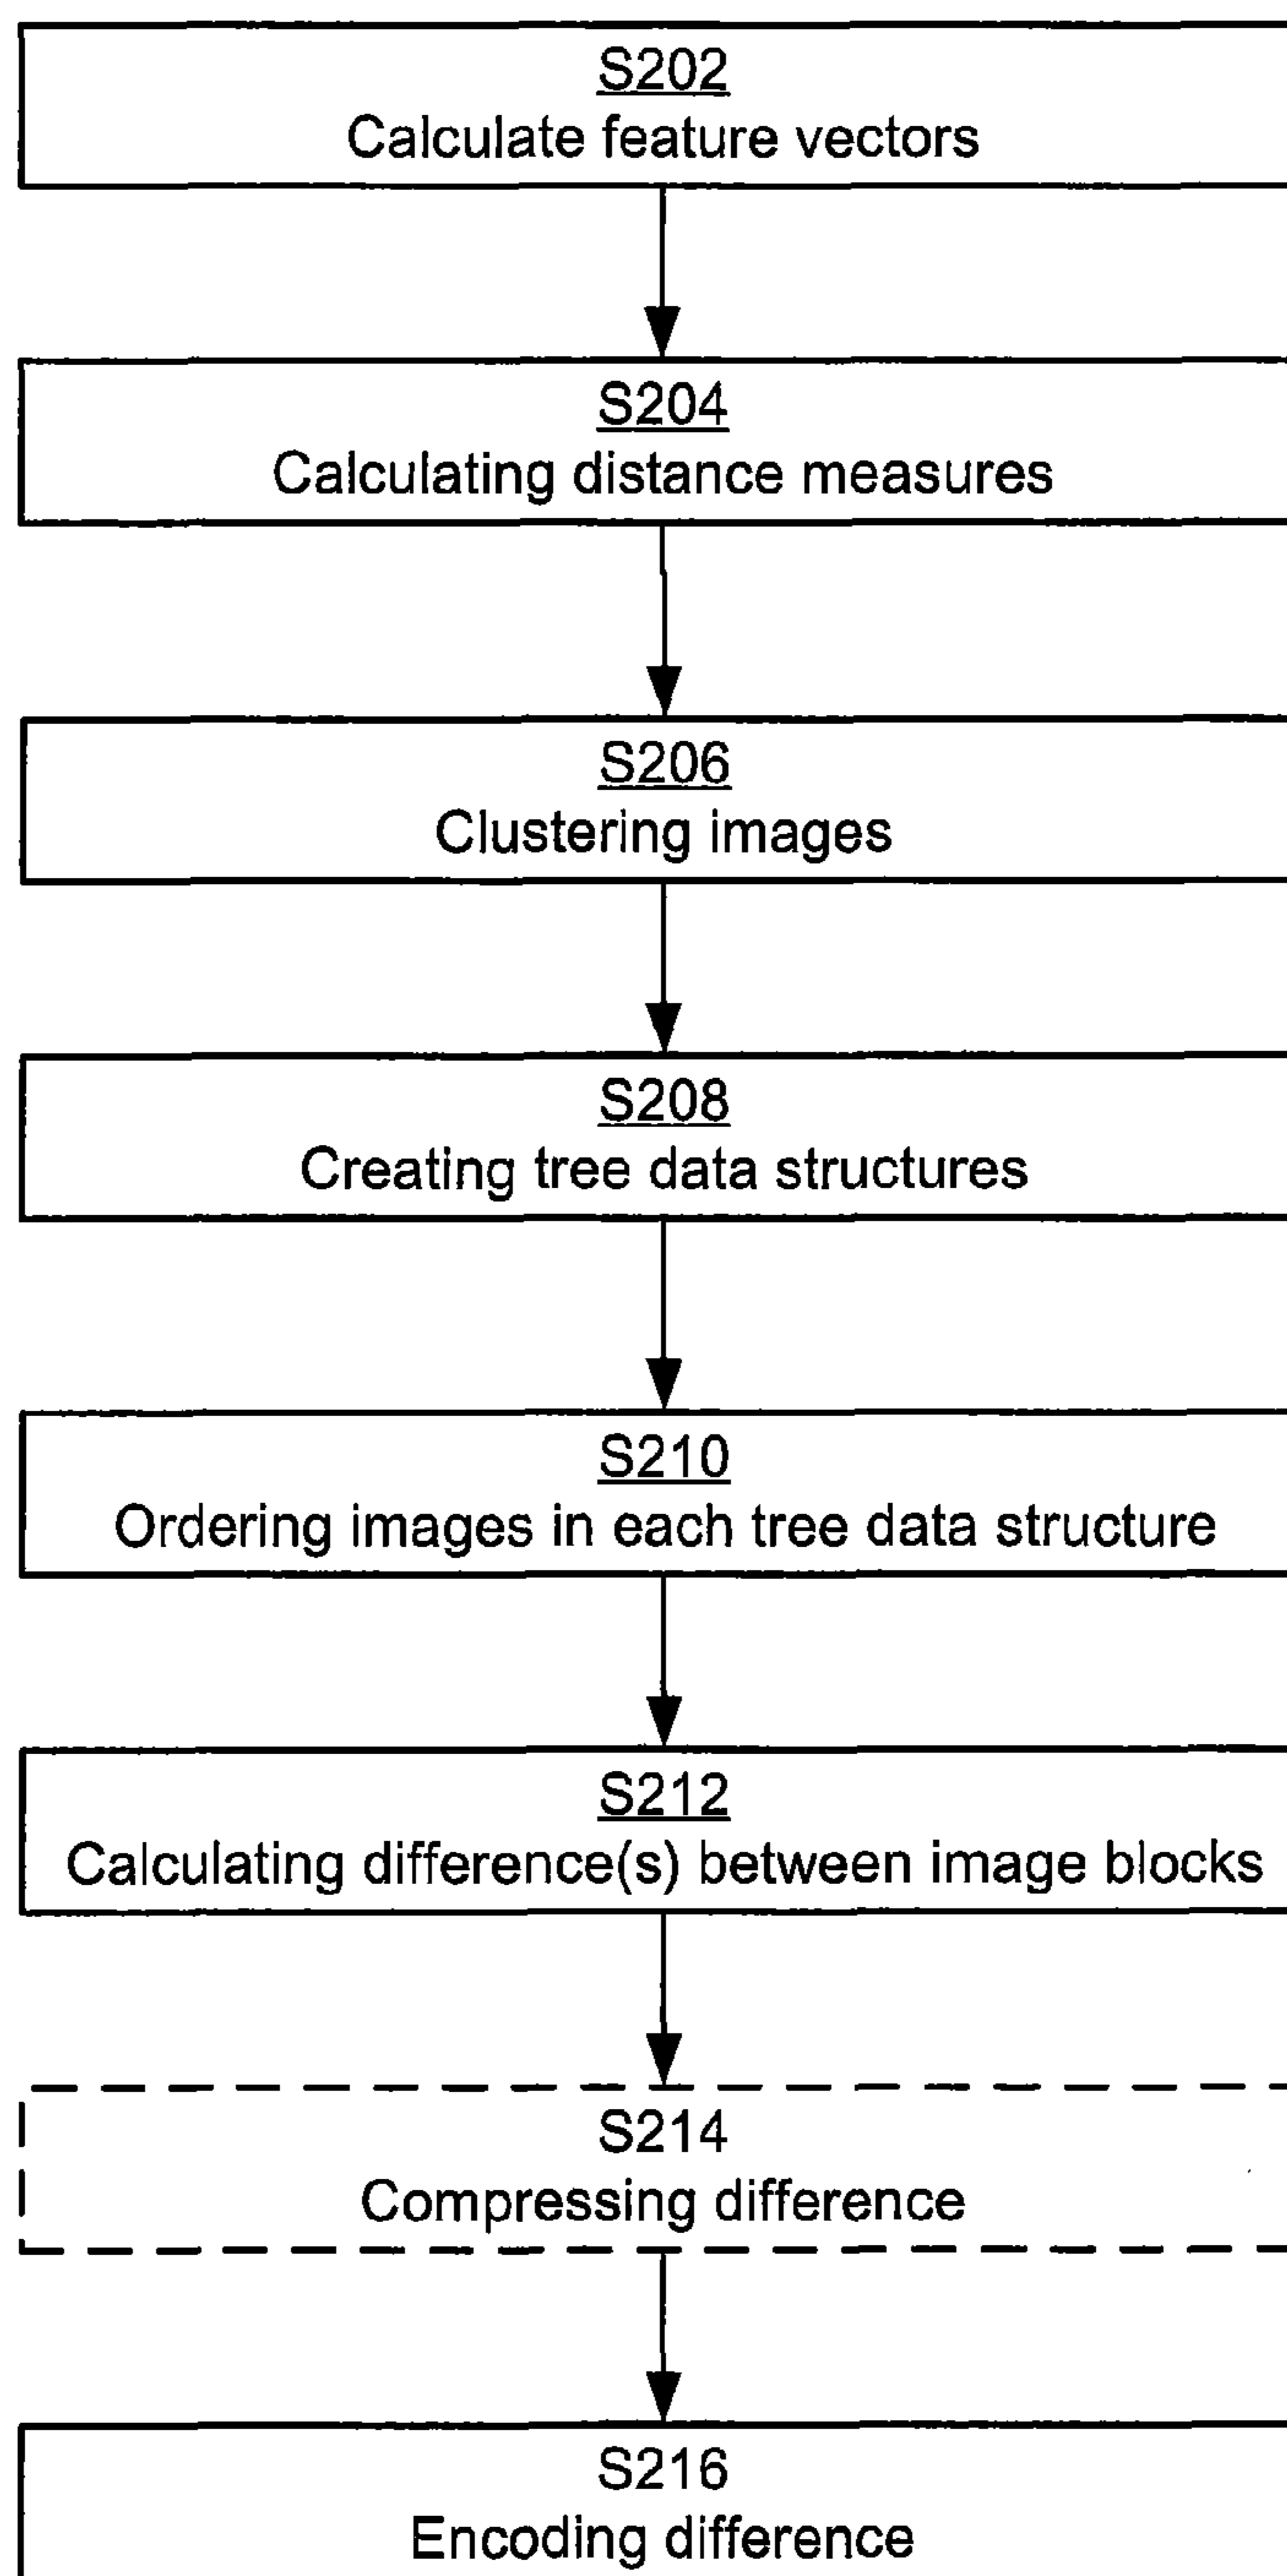 S202
Calculate feature vectors
S204
Calculating distance measures
S206
Clustering images
S208
Creating tree data structures
S210
Ordering images in each tree data structure
S212
Calculating difference(s) between image blocks
S214
Compressing difference
S216
Encoding difference